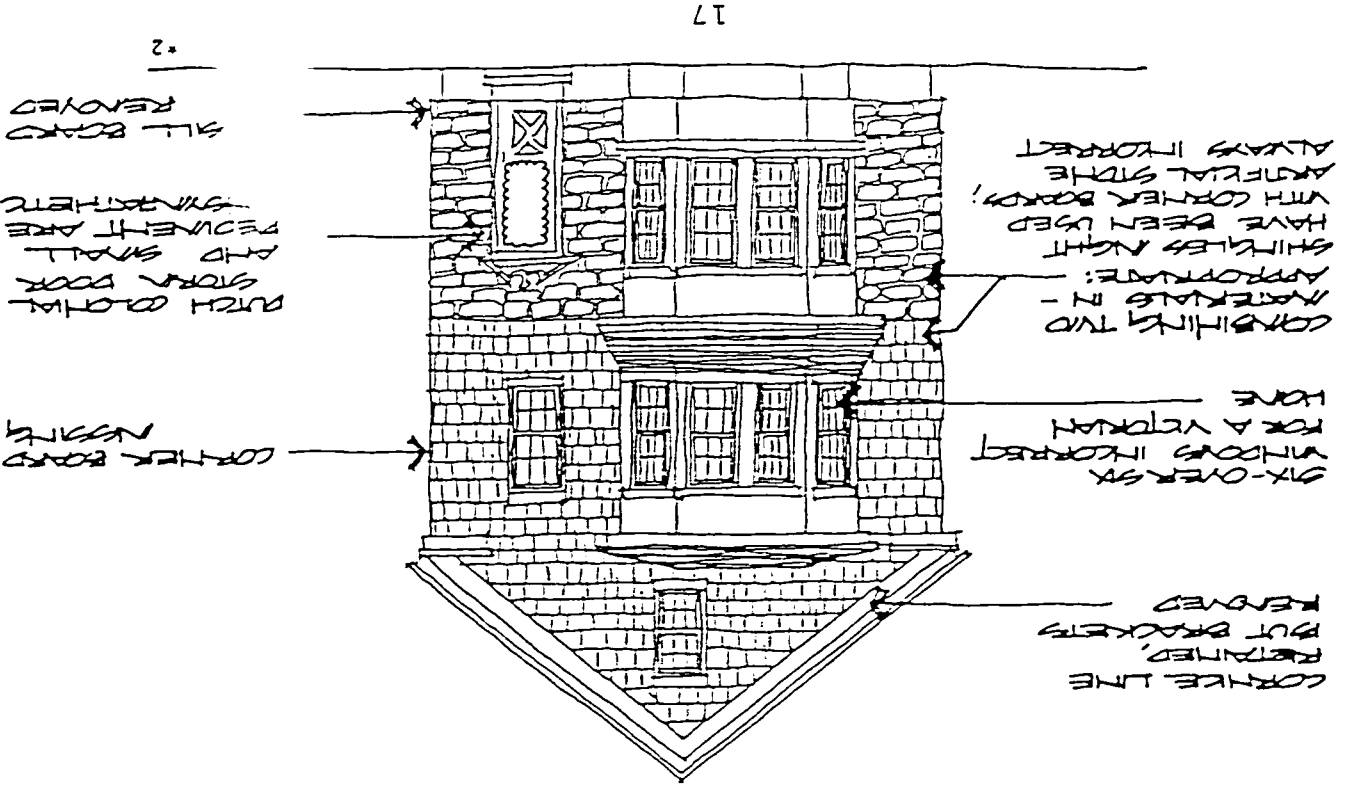 CORNICE LINE
RETAINED,
BUT BRACKETS
REMOVED
SIX-OVER-SIX
WINDOWS INCORRECT
FOR A VICTORIAN
HOME
CORNER BOARD
MISSING
COMBINING TWO
MATERIALS IN -
APPROPRIATE:
SHINGLES MIGHT
HAVE BEEN USED
WITH CORNER BOARDS;
ARTIFICIAL STONE
ALWAYS INCORRECT
DUTCH COLONIAL
STORM DOOR
AND SMALL
PEDIMENT ARE
SYMPATHETIC
SILL BOARD
REMOVED
*2
17